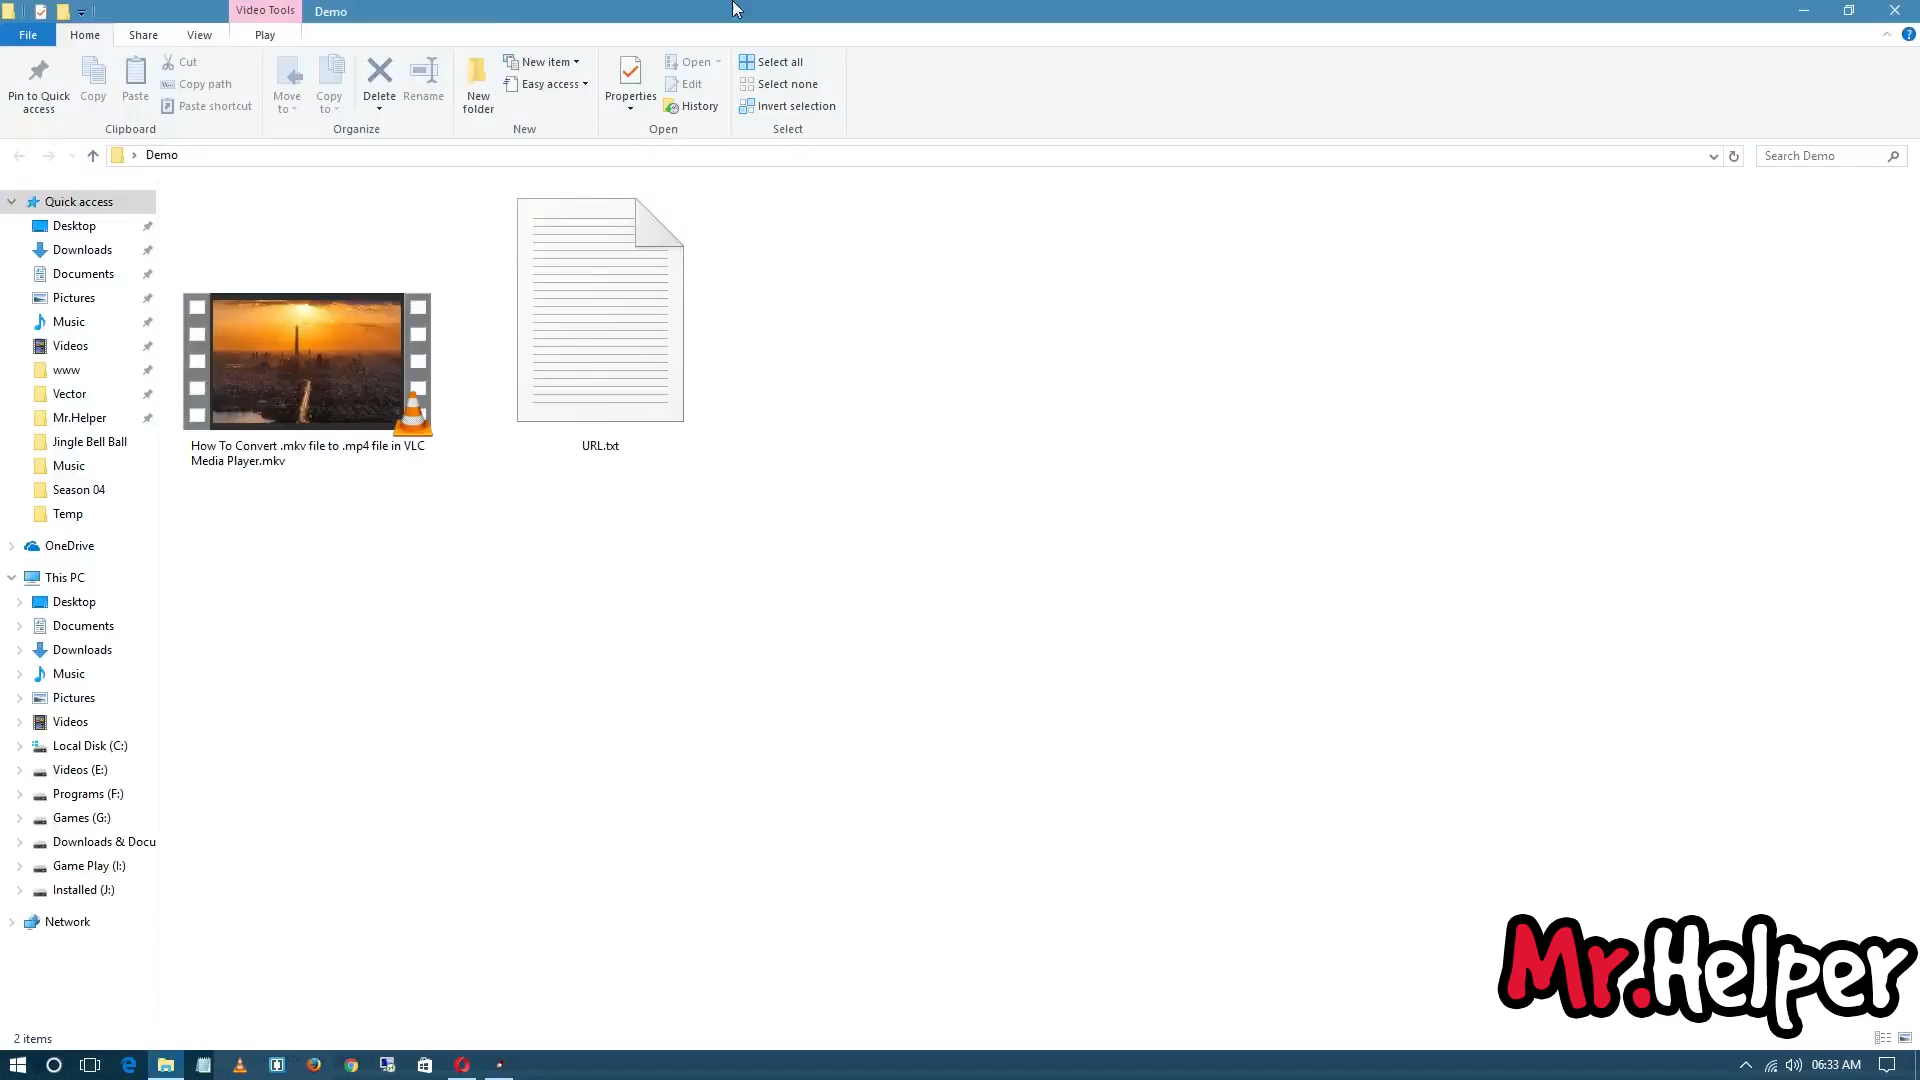 Video Tools
Demo
File
Home
Share
View
Play
Pin to Quick
access
Copy
Paste
Cut
Copy path
Paste shortcut
Clipboard
Move
to
Copy
to
Delete
Rename
Organize
New
folder
New item
Easy access
New
Properties
Open
Edit
History
Open
Select all
Select none
Invert selection
Select
Demo
Search Demo
Quick access
Desktop
Downloads
Documents
Pictures
Music
Videos
www
Vector
Mr.Helper
Jingle Bell Ball
Music
Season 04
Temp
OneDrive
This PC
Desktop
Documents
Downloads
Music
Pictures
Videos
Local Disk (C:)
Videos (E:)
Programs (F:)
Games (G:)
Downloads & Docu
Game Play (I:)
Installed (J:)
Network
How To Convert .mkv file to .mp4 file in VLC
Media Player.mkv
URL.txt
Mr.Helper
2 items
06:33 AM